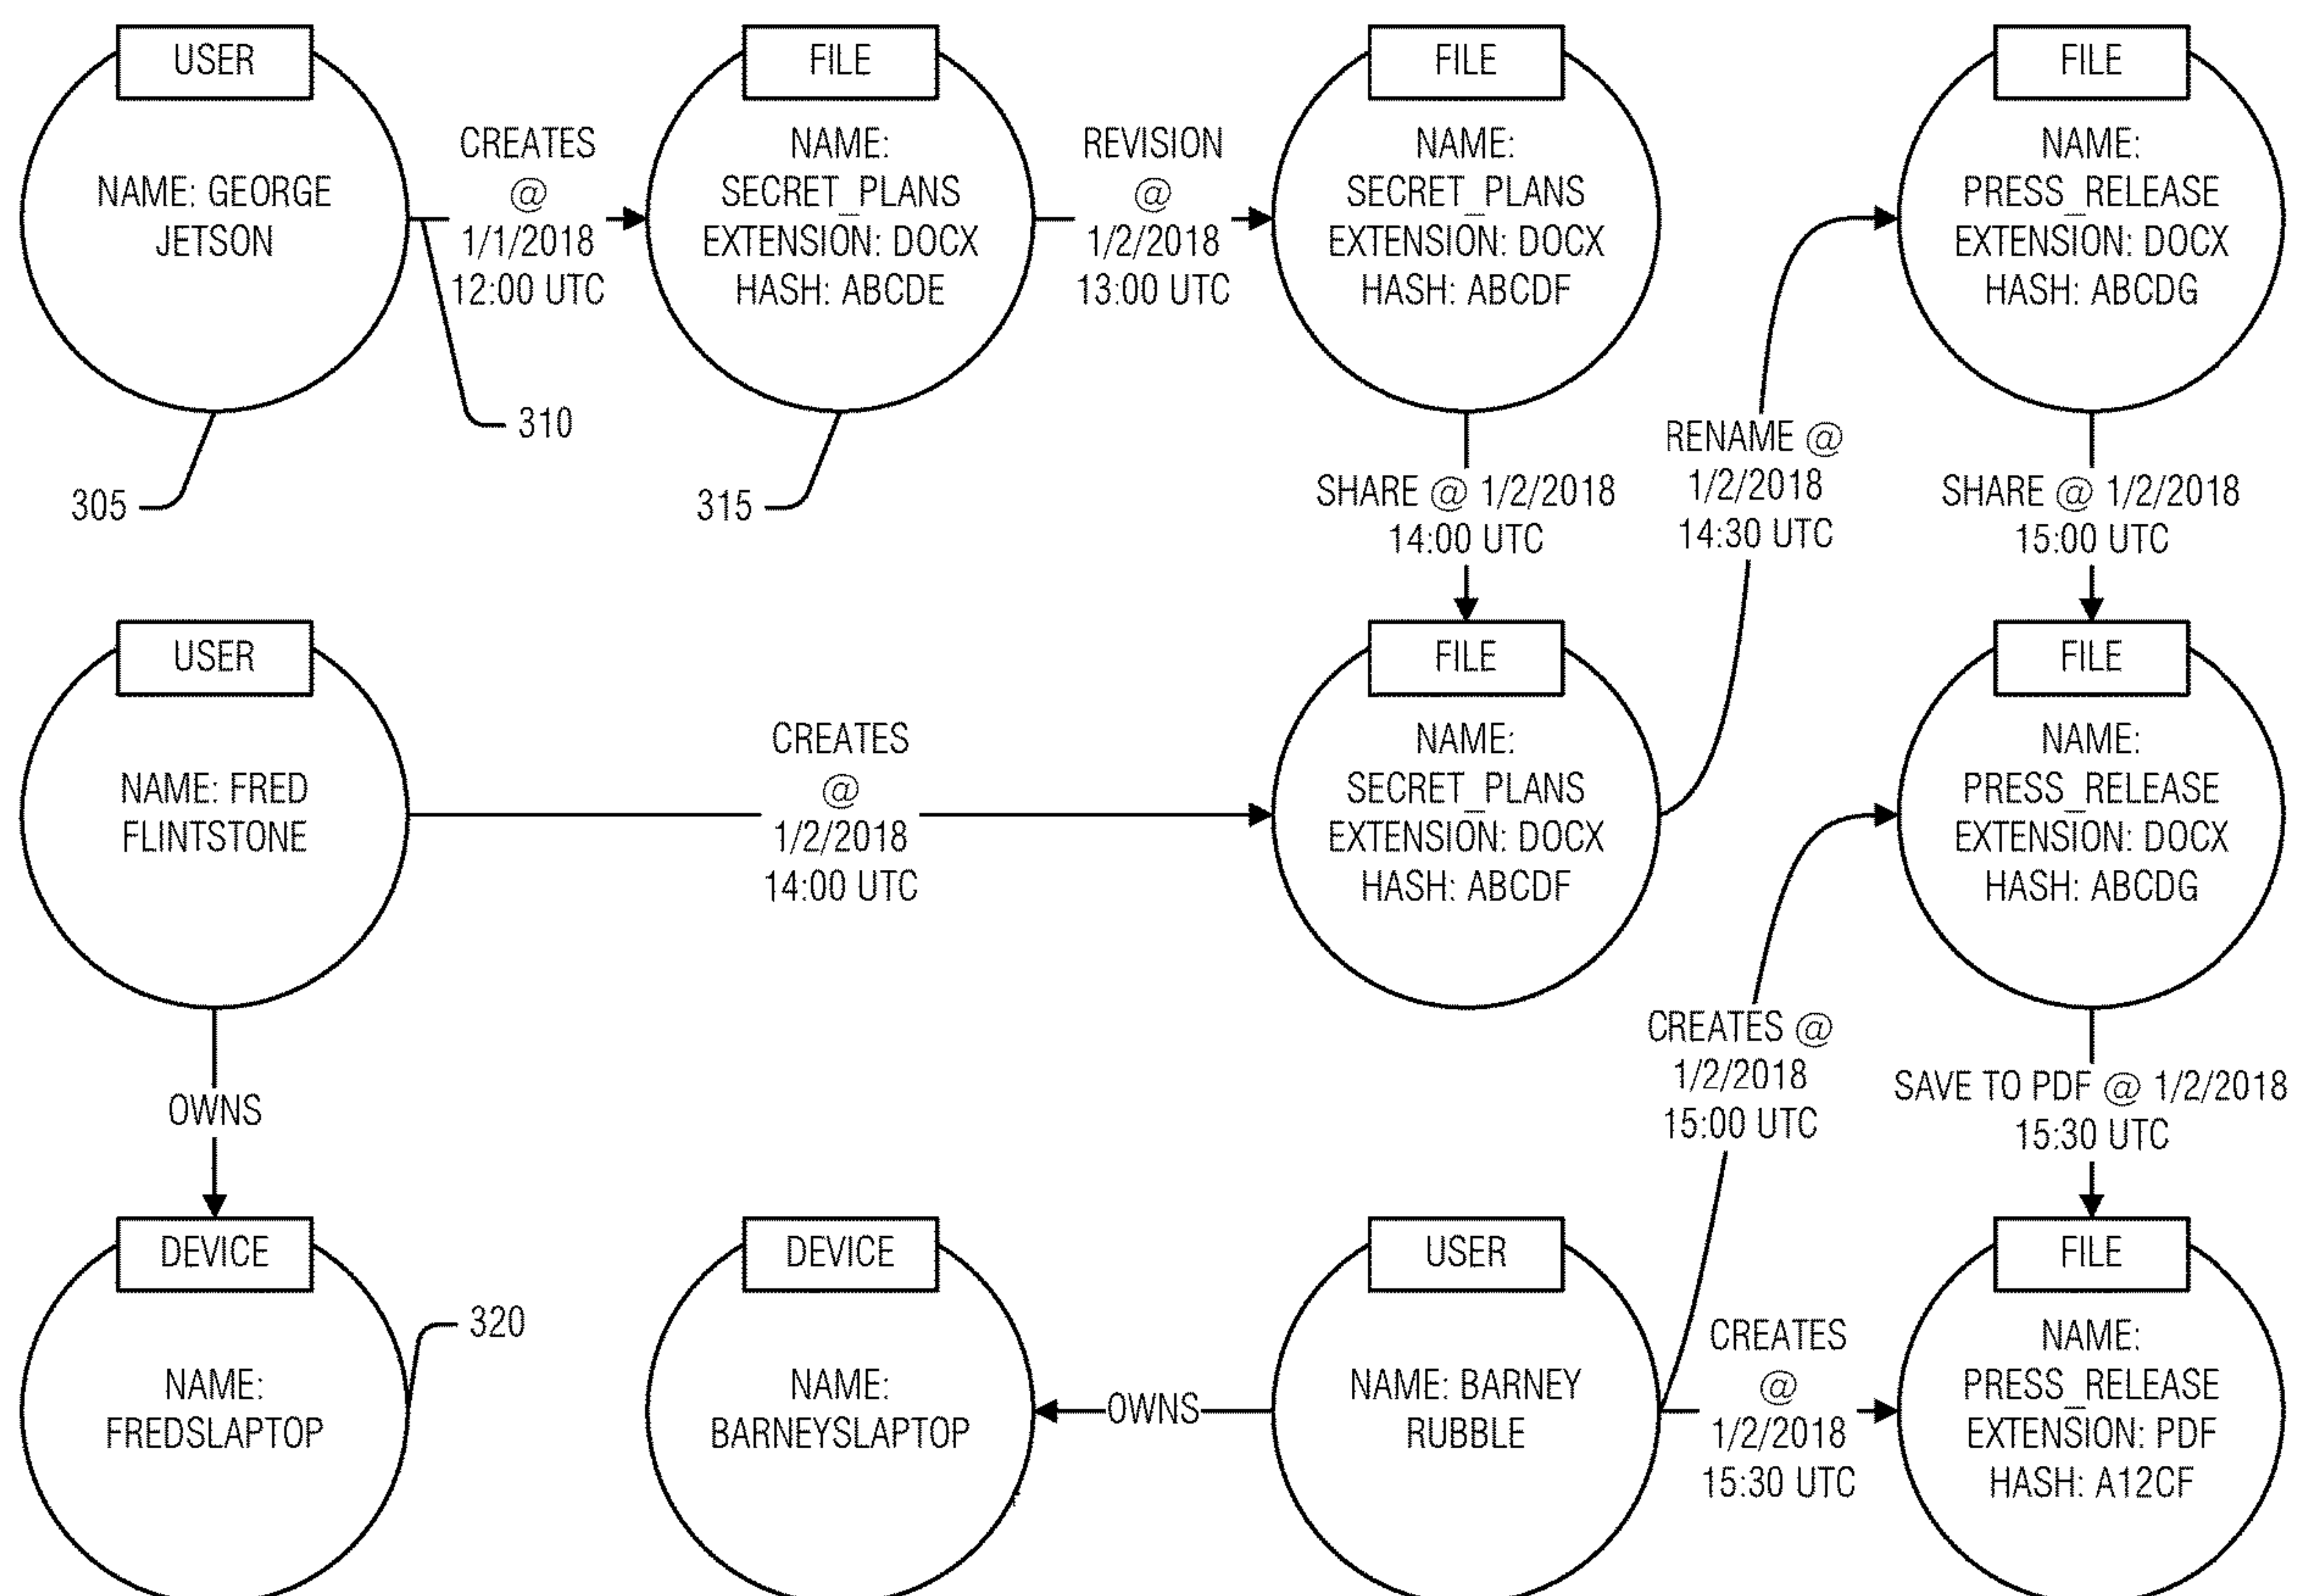 USER
NAME: GEORGE
JETSON
305
CREATES
@
1/1/2018
12:00 UTC
310
FILE
NAME:
SECRET_PLANS
EXTENSION: DOCX
HASH: ABCDE
315
REVISION
@
1/2/2018
13:00 UTC
FILE
NAME:
SECRET_PLANS
EXTENSION: DOCX
HASH: ABCDF
SHARE @ 1/2/2018
14:00 UTC
RENAME @
1/2/2018
14:30 UTC
FILE
NAME:
PRESS_RELEASE
EXTENSION: DOCX
HASH: ABCDG
SHARE @ 1/2/2018
15:00 UTC
USER
NAME: FRED
FLINTSTONE
CREATES
@
1/2/2018
14:00 UTC
FILE
NAME:
SECRET_PLANS
EXTENSION: DOCX
HASH: ABCDF
FILE
NAME:
PRESS_RELEASE
EXTENSION: DOCX
HASH: ABCDG
OWNS
CREATES @
1/2/2018
15:00 UTC
SAVE TO PDF @ 1/2/2018
15:30 UTC
DEVICE
NAME:
FREDSLAPTOP
320
DEVICE
NAME:
BARNEYSLAPTOP
OWNS
USER
NAME: BARNEY
RUBBLE
CREATES
@
1/2/2018
15:30 UTC
FILE
NAME:
PRESS_RELEASE
EXTENSION: PDF
HASH: A12CF